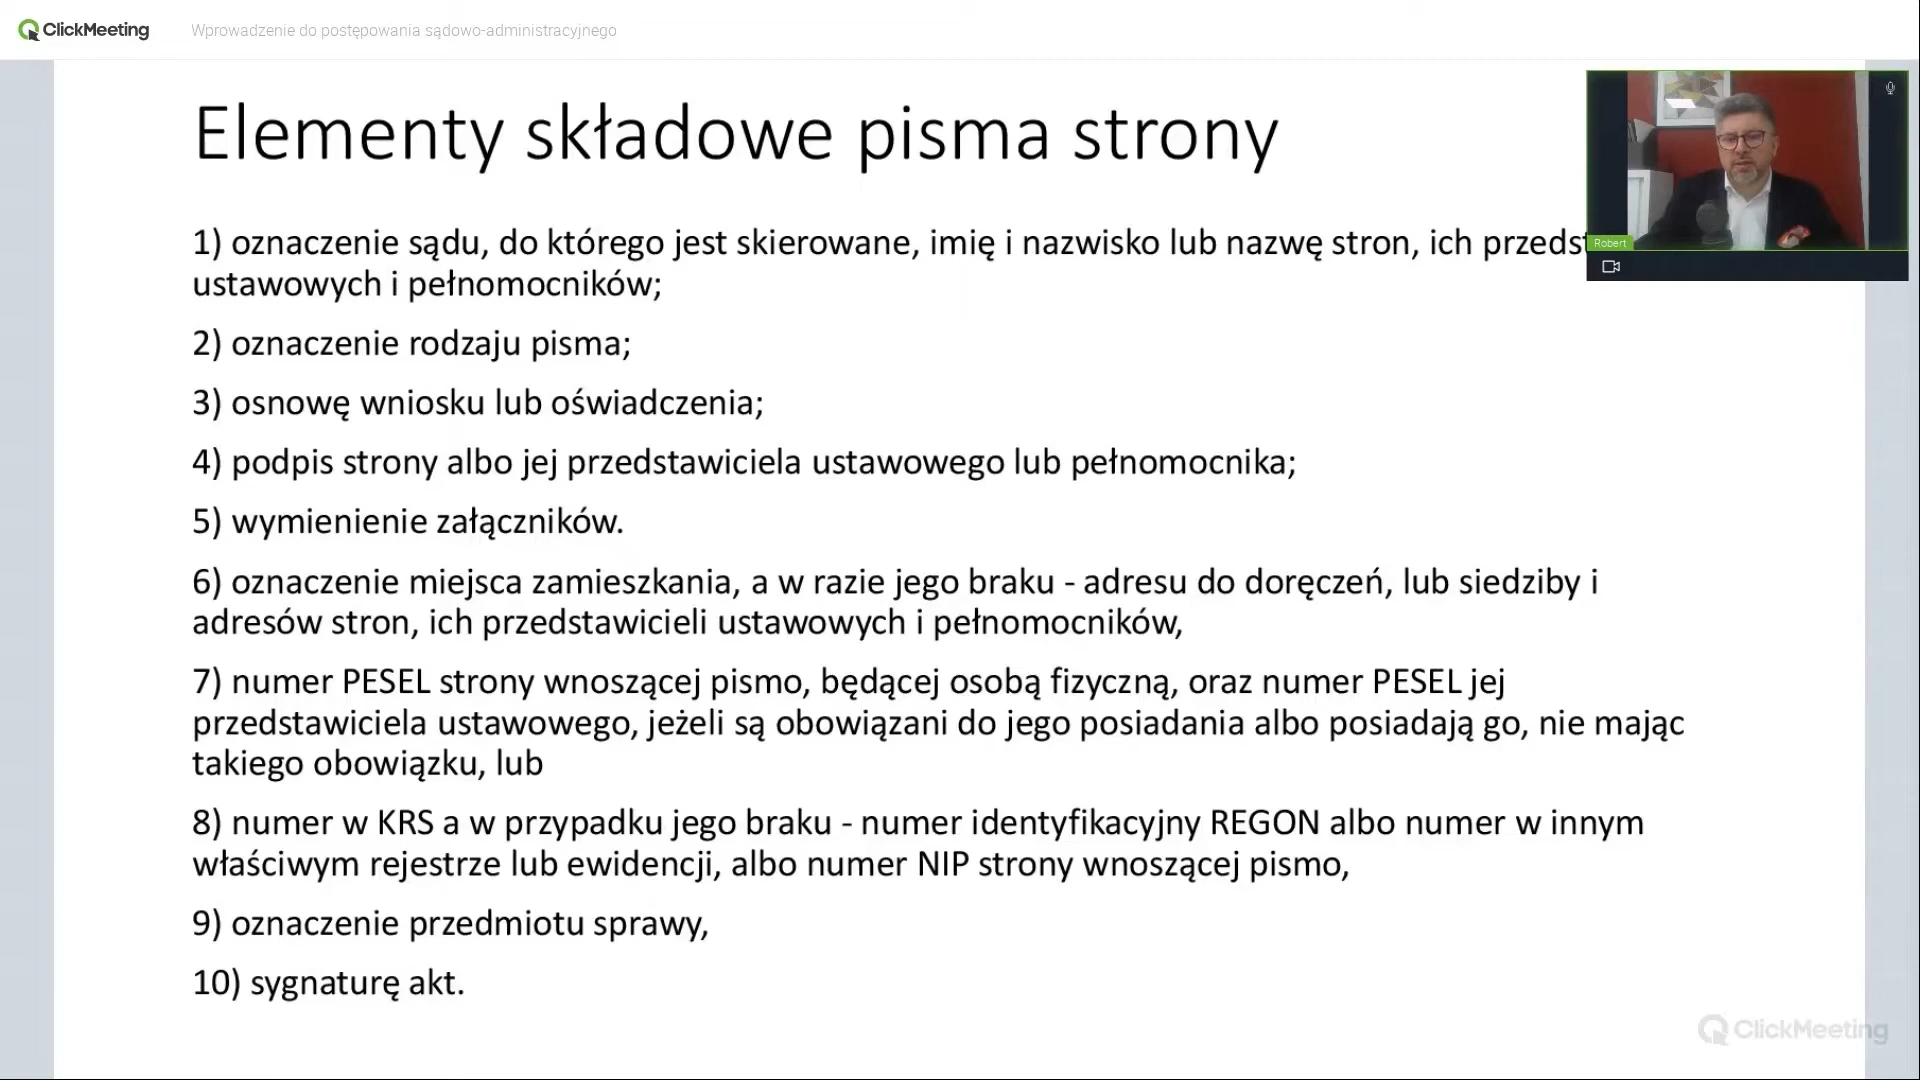 ClickMeeting
Wprowadzenie do postępowania sądowo-administracyjnego
Elementy składowe pisma strony
1) oznaczenie sądu, do którego jest skierowane, imię i nazwisko lub nazwę stron, ich
ustawowych i pełnomocników;
2) oznaczenie rodzaju pisma;
3) osnowę wniosku lub oświadczenia;
4) podpis strony albo jej przedstawiciela ustawowego lub pełnomocnika;
5) wymienienie załączników.
6) oznaczenie miejsca zamieszkania, a w razie jego braku - adresu do doręczeń, lub siedziby i
adresów stron, ich przedstawicieli ustawowych i pełnomocników,
7) numer PESEL strony wnoszącej pismo, będącej osobą fizyczną, oraz numer PESEL jej
przedstawiciela ustawowego, jeżeli są obowiązani do jego posiadania albo posiadają go, nie mając
takiego obowiązku, lub
8) numer w KRS a w przypadku jego braku - numer identyfikacyjny REGON albo numer w innym
właściwym rejestrze lub ewidencji, albo numer NIP strony wnoszącej pismo,
9) oznaczenie przedmiotu sprawy,
10) sygnaturę akt.
Robert
ClickMeeting